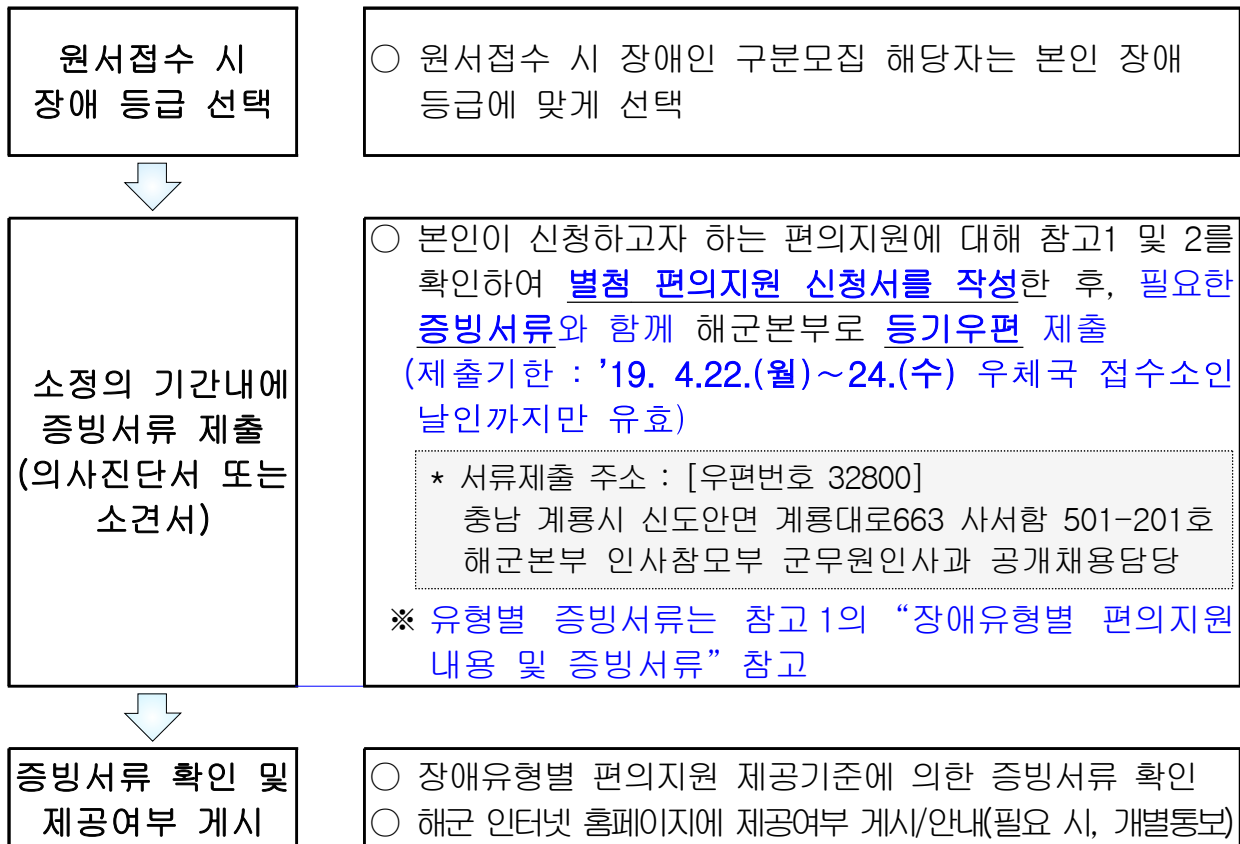 원서접수 시
장애 등급 선택
○ 원서접수 시 장애인 구분모집 해당자는 본인 장애
등급에 맞게 선택
소정의 기간내에
증빙서류 제출
(의사진단서 또는
소견서)
○ 본인이 신청하고자 하는 편의지원에 대해 참고1 및 2를
확인하여 별첨 편의지원 신청서를 작성한 후, 필요한
증빙서류와 함께 해군본부로 등기우편 제출
(제출기한 : ’19. 4.22.(월)~24.(수) 우체국 접수소인
날인까지만 유효)
* 서류제출 주소 : [우편번호 32800]
충남 계룡시 신도안면 계룡대로663 사서함 501-201호
해군본부 인사참모부 군무원인사과 공개채용담당
※ 유형별 증빙서류는 참고 1의 “장애유형별 편의지원
내용 및 증빙서류” 참고
증빙서류 확인 및
제공여부 게시
○ 장애유형별 편의지원 제공기준에 의한 증빙서류 확인
○ 해군 인터넷 홈페이지에 제공여부 게시/안내(필요 시, 개별통보)